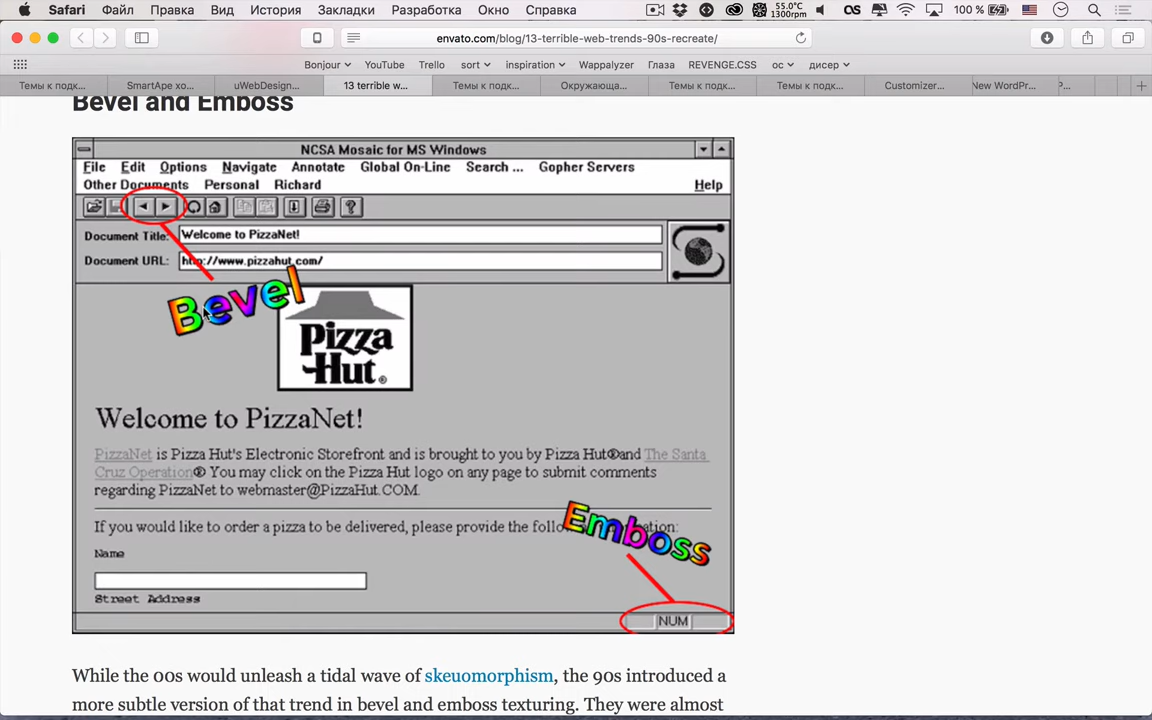 Safari Файл Правка Вид История Закладки Разработка Окно Справка 55.0°C 1300rpm 100 %
envato.com/blog/13-terrible-web-trends-90s-recreate/
Bonjour YouTube Trello sort inspiration Wappalyzer Глаза REVENGE.CSS ос дисер
Темы к подк... SmartApe хо... uWebDesign... 13 terrible w... Темы к подк... Окружающа... Темы к подк... Темы к подк... Customizer... New WordPr... Р...
Bevel and Emboss
NCSA Mosaic for MS Windows
File Edit Options Navigate Annotate Global On-Line Search ... Gopher Servers
Other Documents Personal Richard Help
Document Title: Welcome to PizzaNet!
Document URL: http://www.pizzahut.com/
Bevel
Pizza
Hut®
Welcome to PizzaNet!
PizzaNet is Pizza Hut's Electronic Storefront and is brought to you by Pizza Hut®and The Santa
Cruz Operation® You may click on the Pizza Hut logo on any page to submit comments
regarding PizzaNet to webmaster@PizzaHut.COM.
Emboss
If you would like to order a pizza to be delivered, please provide the following information:
Name
Street Address
NUM
While the 00s would unleash a tidal wave of skeuomorphism, the 90s introduced a
more subtle version of that trend in bevel and emboss texturing. They were almost